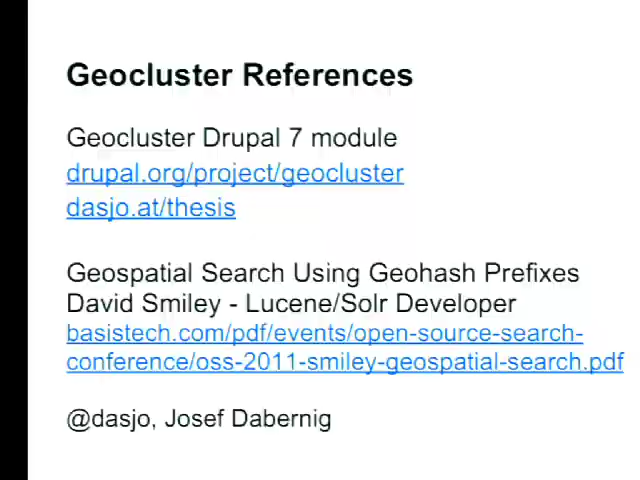 Geocluster References
Geocluster Drupal 7 module
drupal.org/project/geocluster
dasjo.at/thesis
Geospatial Search Using Geohash Prefixes
David Smiley - Lucene/Solr Developer
basistech.com/pdf/events/open-source-search-
conference/oss-2011-smiley-geospatial-search.pdf
@dasjo, Josef Dabernig